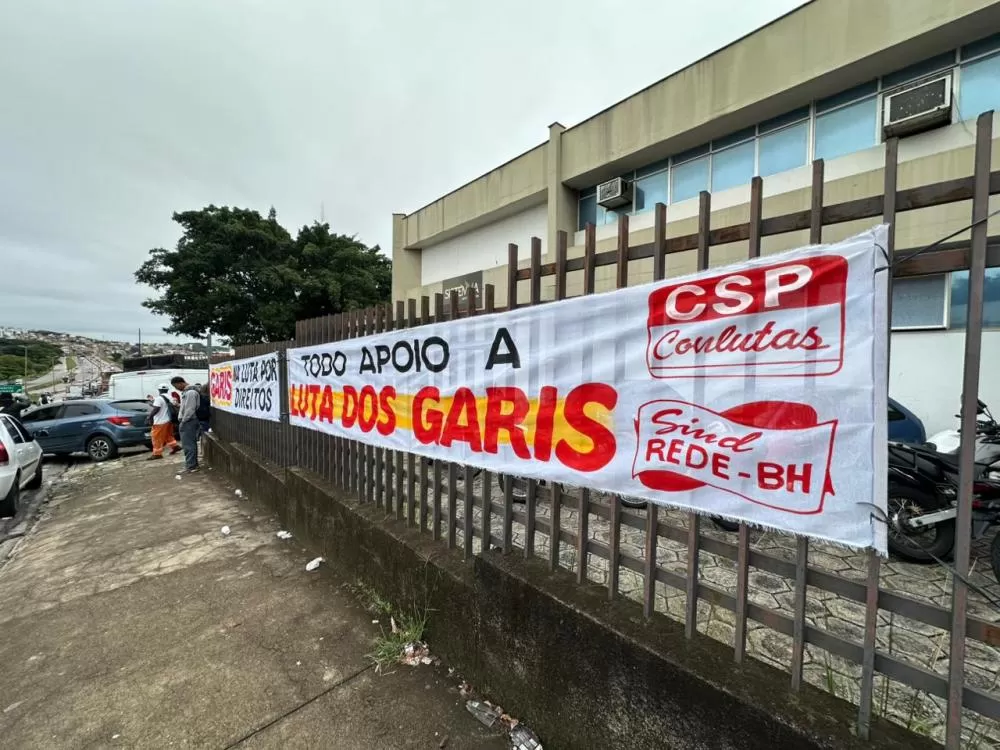 GARIS
NA LUTA POR
DIREITOS
TODO APOIO A
LUTA DOS GARIS
CSP
Conlutas
Sind
REDE-BH